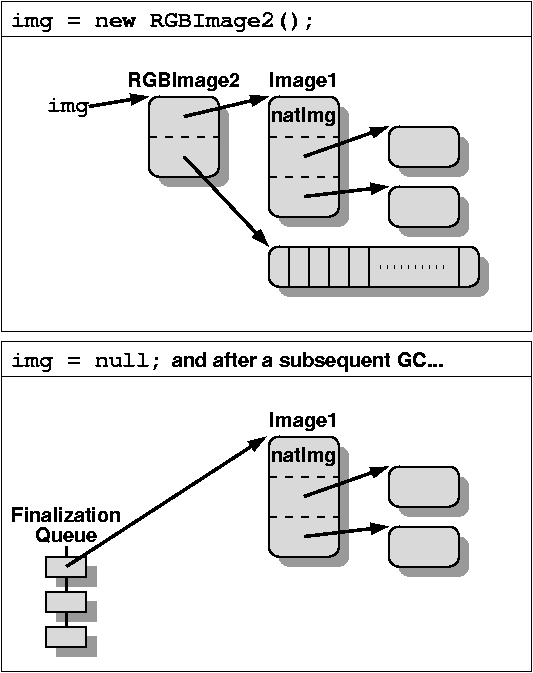 img = new RGBImage2();
RGBImage2 Image1
img
natImg
img = null; and after a subsequent GC...
Image1
natImg
Finalization
Queue